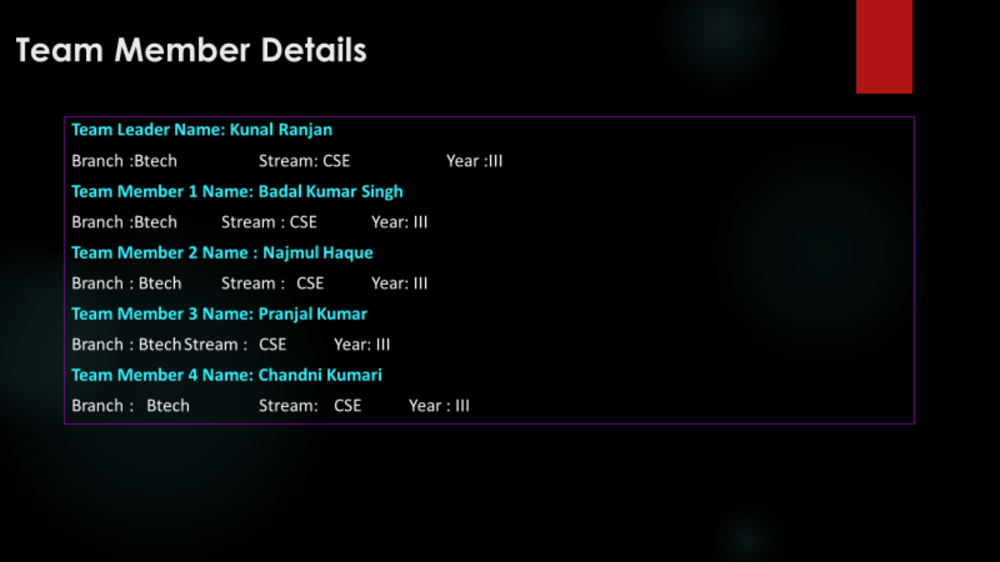 Team Member Details
Team Leader Name: Kunal Ranjan
Branch :Btech Stream: CSE Year :III
Team Member 1 Name: Badal Kumar Singh
Branch :Btech Stream : CSE Year: III
Team Member 2 Name : Najmul Haque
Branch : Btech Stream : CSE Year: III
Team Member 3 Name: Pranjal Kumar
Branch : Btech Stream : CSE Year: III
Team Member 4 Name: Chandni Kumari
Branch : Btech Stream: CSE Year : III